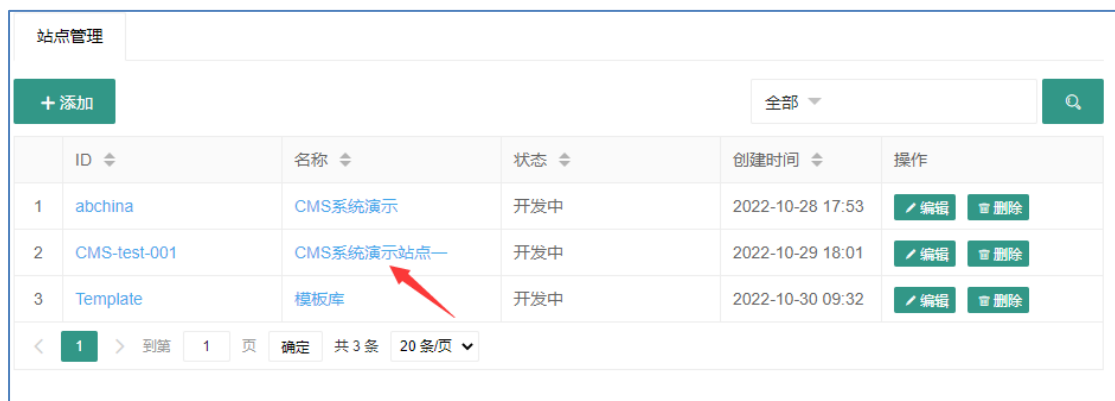 站点管理
添加
全部
ID 名称 状态 创建时间 操作
1 abchina CMS系统演示 开发中 2022-10-28 17:53 编辑 删除
2 CMS-test-001 CMS系统演示站点一 开发中 2022-10-29 18:01 编辑 删除
3 Template 模板库 开发中 2022-10-30 09:32 编辑 删除
1 到第 1 页 确定 共 3 条 20 条/页